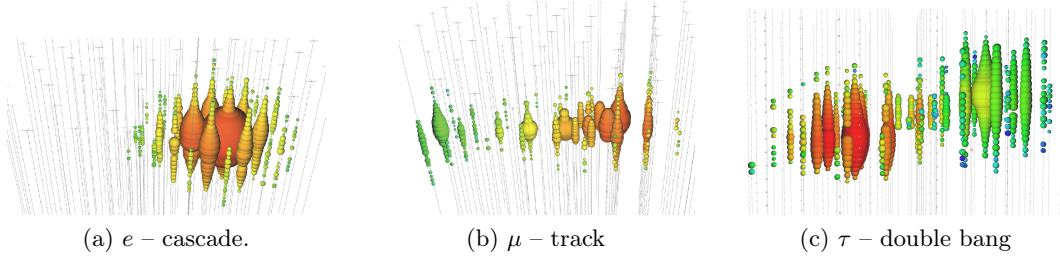 (a) e – cascade.
(b) μ – track
(c) τ – double bang